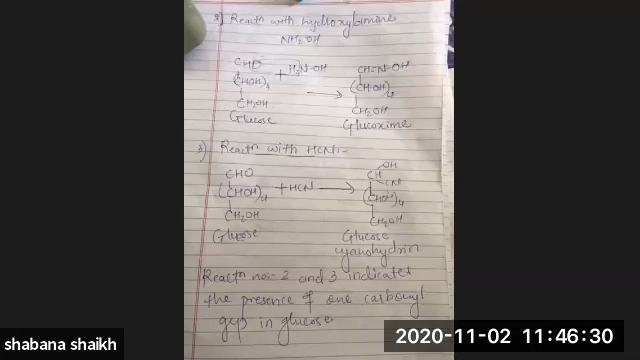 2) Reactn with hydroxylamine
NH2OH
CHO
(CHOH)4 + H2N-OH
CH2OH
Glucose
CH=N-OH
(CHOH)4
CH2OH
Glucoxime
3) Reactn with HCN:-
CHO
(CHOH)4 + HCN
CH2OH
Glucose
OH
CH
CN
(CHOH)4
CH2OH
Glucose
cyanohydrin
Reactn no:- 2 and 3 indicates
the presence of one carbonyl
grp in glucose
shabana shaikh
2020-11-02 11:46:30